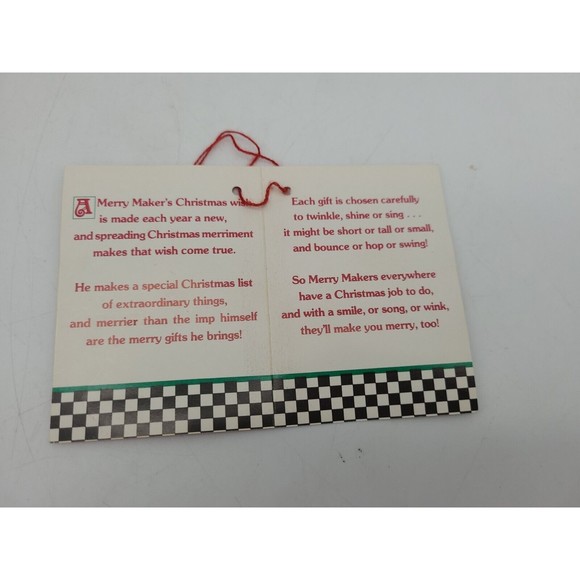 A Merry Maker's Christmas wish
is made each year a new,
and spreading Christmas merriment
makes that wish come true.
He makes a special Christmas list
of extraordinary things,
and merrier than the imp himself
are the merry gifts he brings!
Each gift is chosen carefully
to twinkle, shine or sing . . .
it might be short or tall or small,
and bounce or hop or swing!
So Merry Makers everywhere
have a Christmas job to do,
and with a smile, or song, or wink,
they'll make you merry, too!